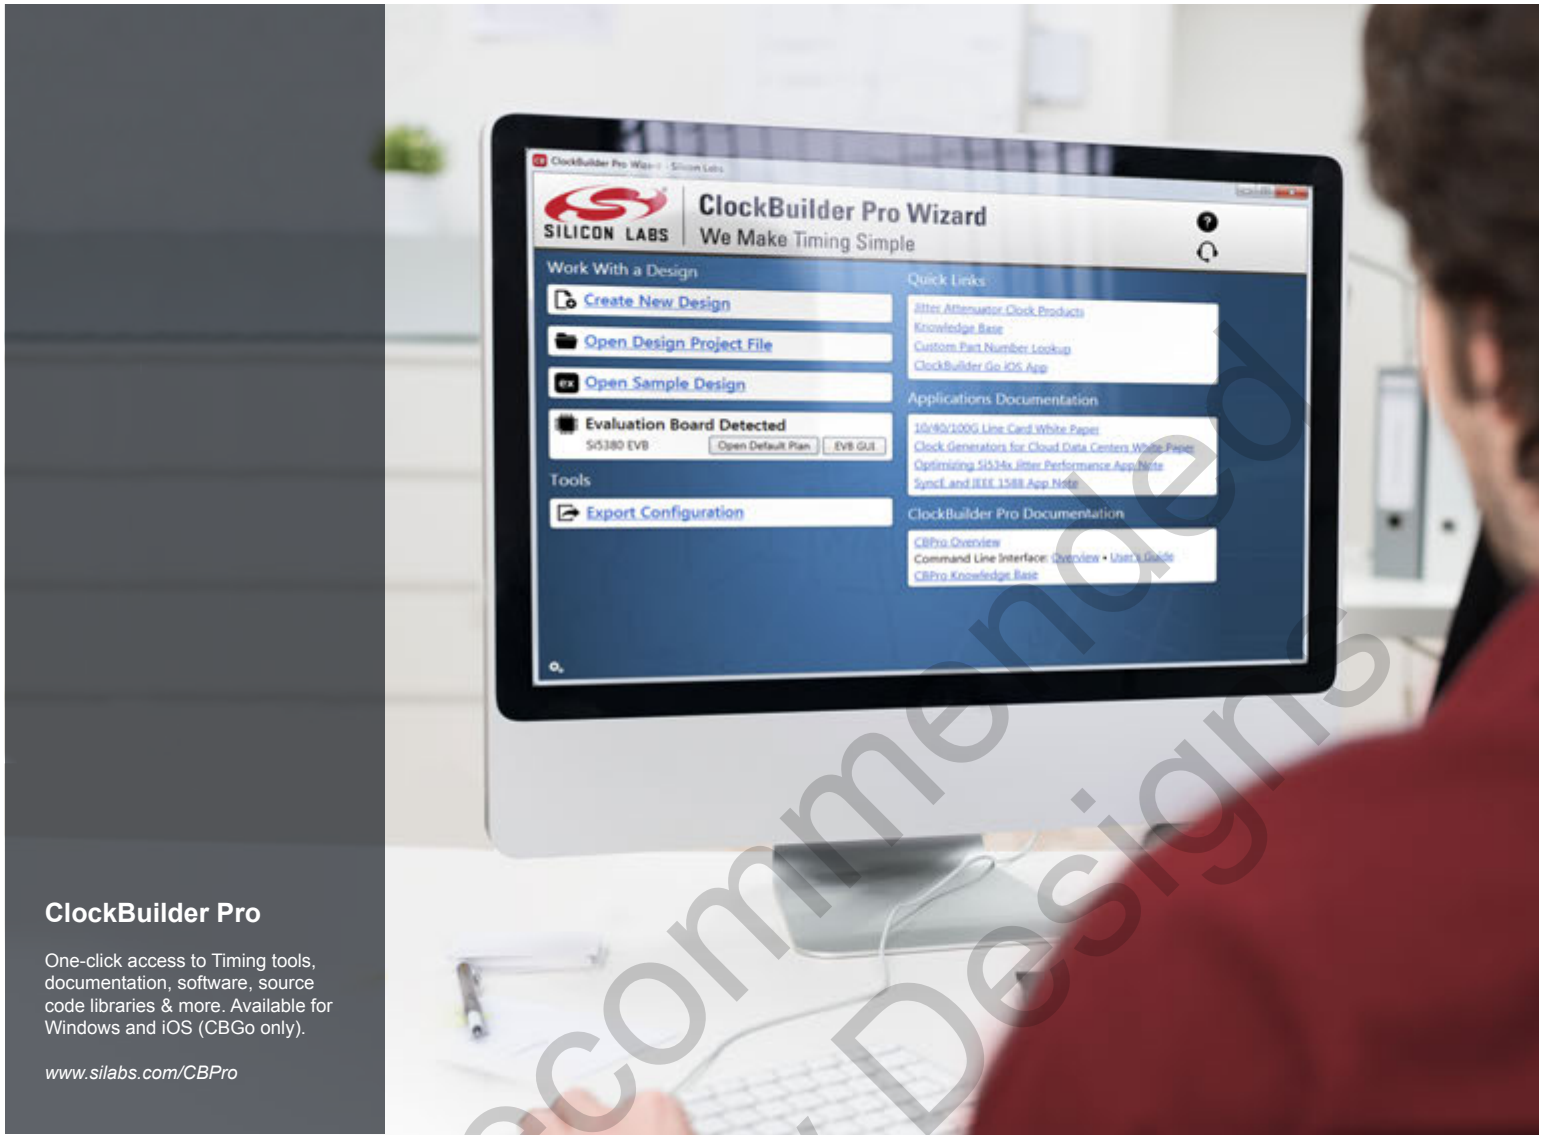 ClockBuilder Pro Wizard - Silicon Labs
SILICON LABS
ClockBuilder Pro Wizard
We Make Timing Simple
?
Work With a Design
Create New Design
Open Design Project File
ex Open Sample Design
Evaluation Board Detected
Si5380 EVB Open Default Plan EVB GUI
Tools
Export Configuration
Quick Links
Jitter Attenuator Clock Products
Knowledge Base
Custom Part Number Lookup
ClockBuilder Go iOS App
Applications Documentation
10/40/100G Line Card White Paper
Clock Generators for Cloud Data Centers White Paper
Optimizing Si534x Jitter Performance App Note
SyncE and IEEE 1588 App Note
ClockBuilder Pro Documentation
CBPro Overview
Command Line Interface: Overview • User's Guide
CBPro Knowledge Base
ClockBuilder Pro
One-click access to Timing tools,
documentation, software, source
code libraries & more. Available for
Windows and iOS (CBGo only).
www.silabs.com/CBPro
ecommended
Designs